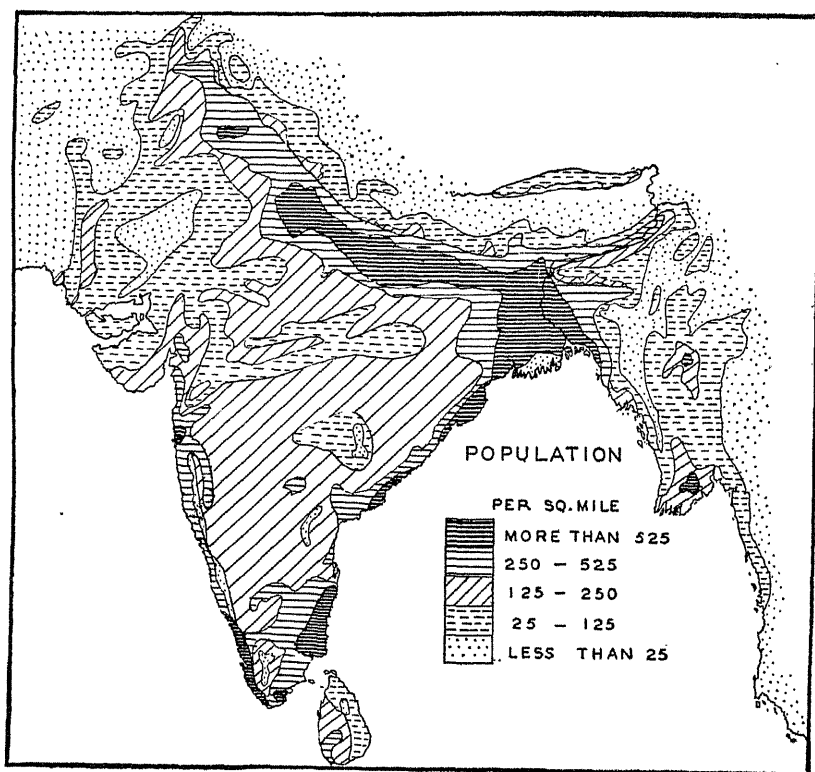 POPULATION
PER SQ. MILE
MORE THAN 525
250 – 525
125 – 250
25 – 125
LESS THAN 25